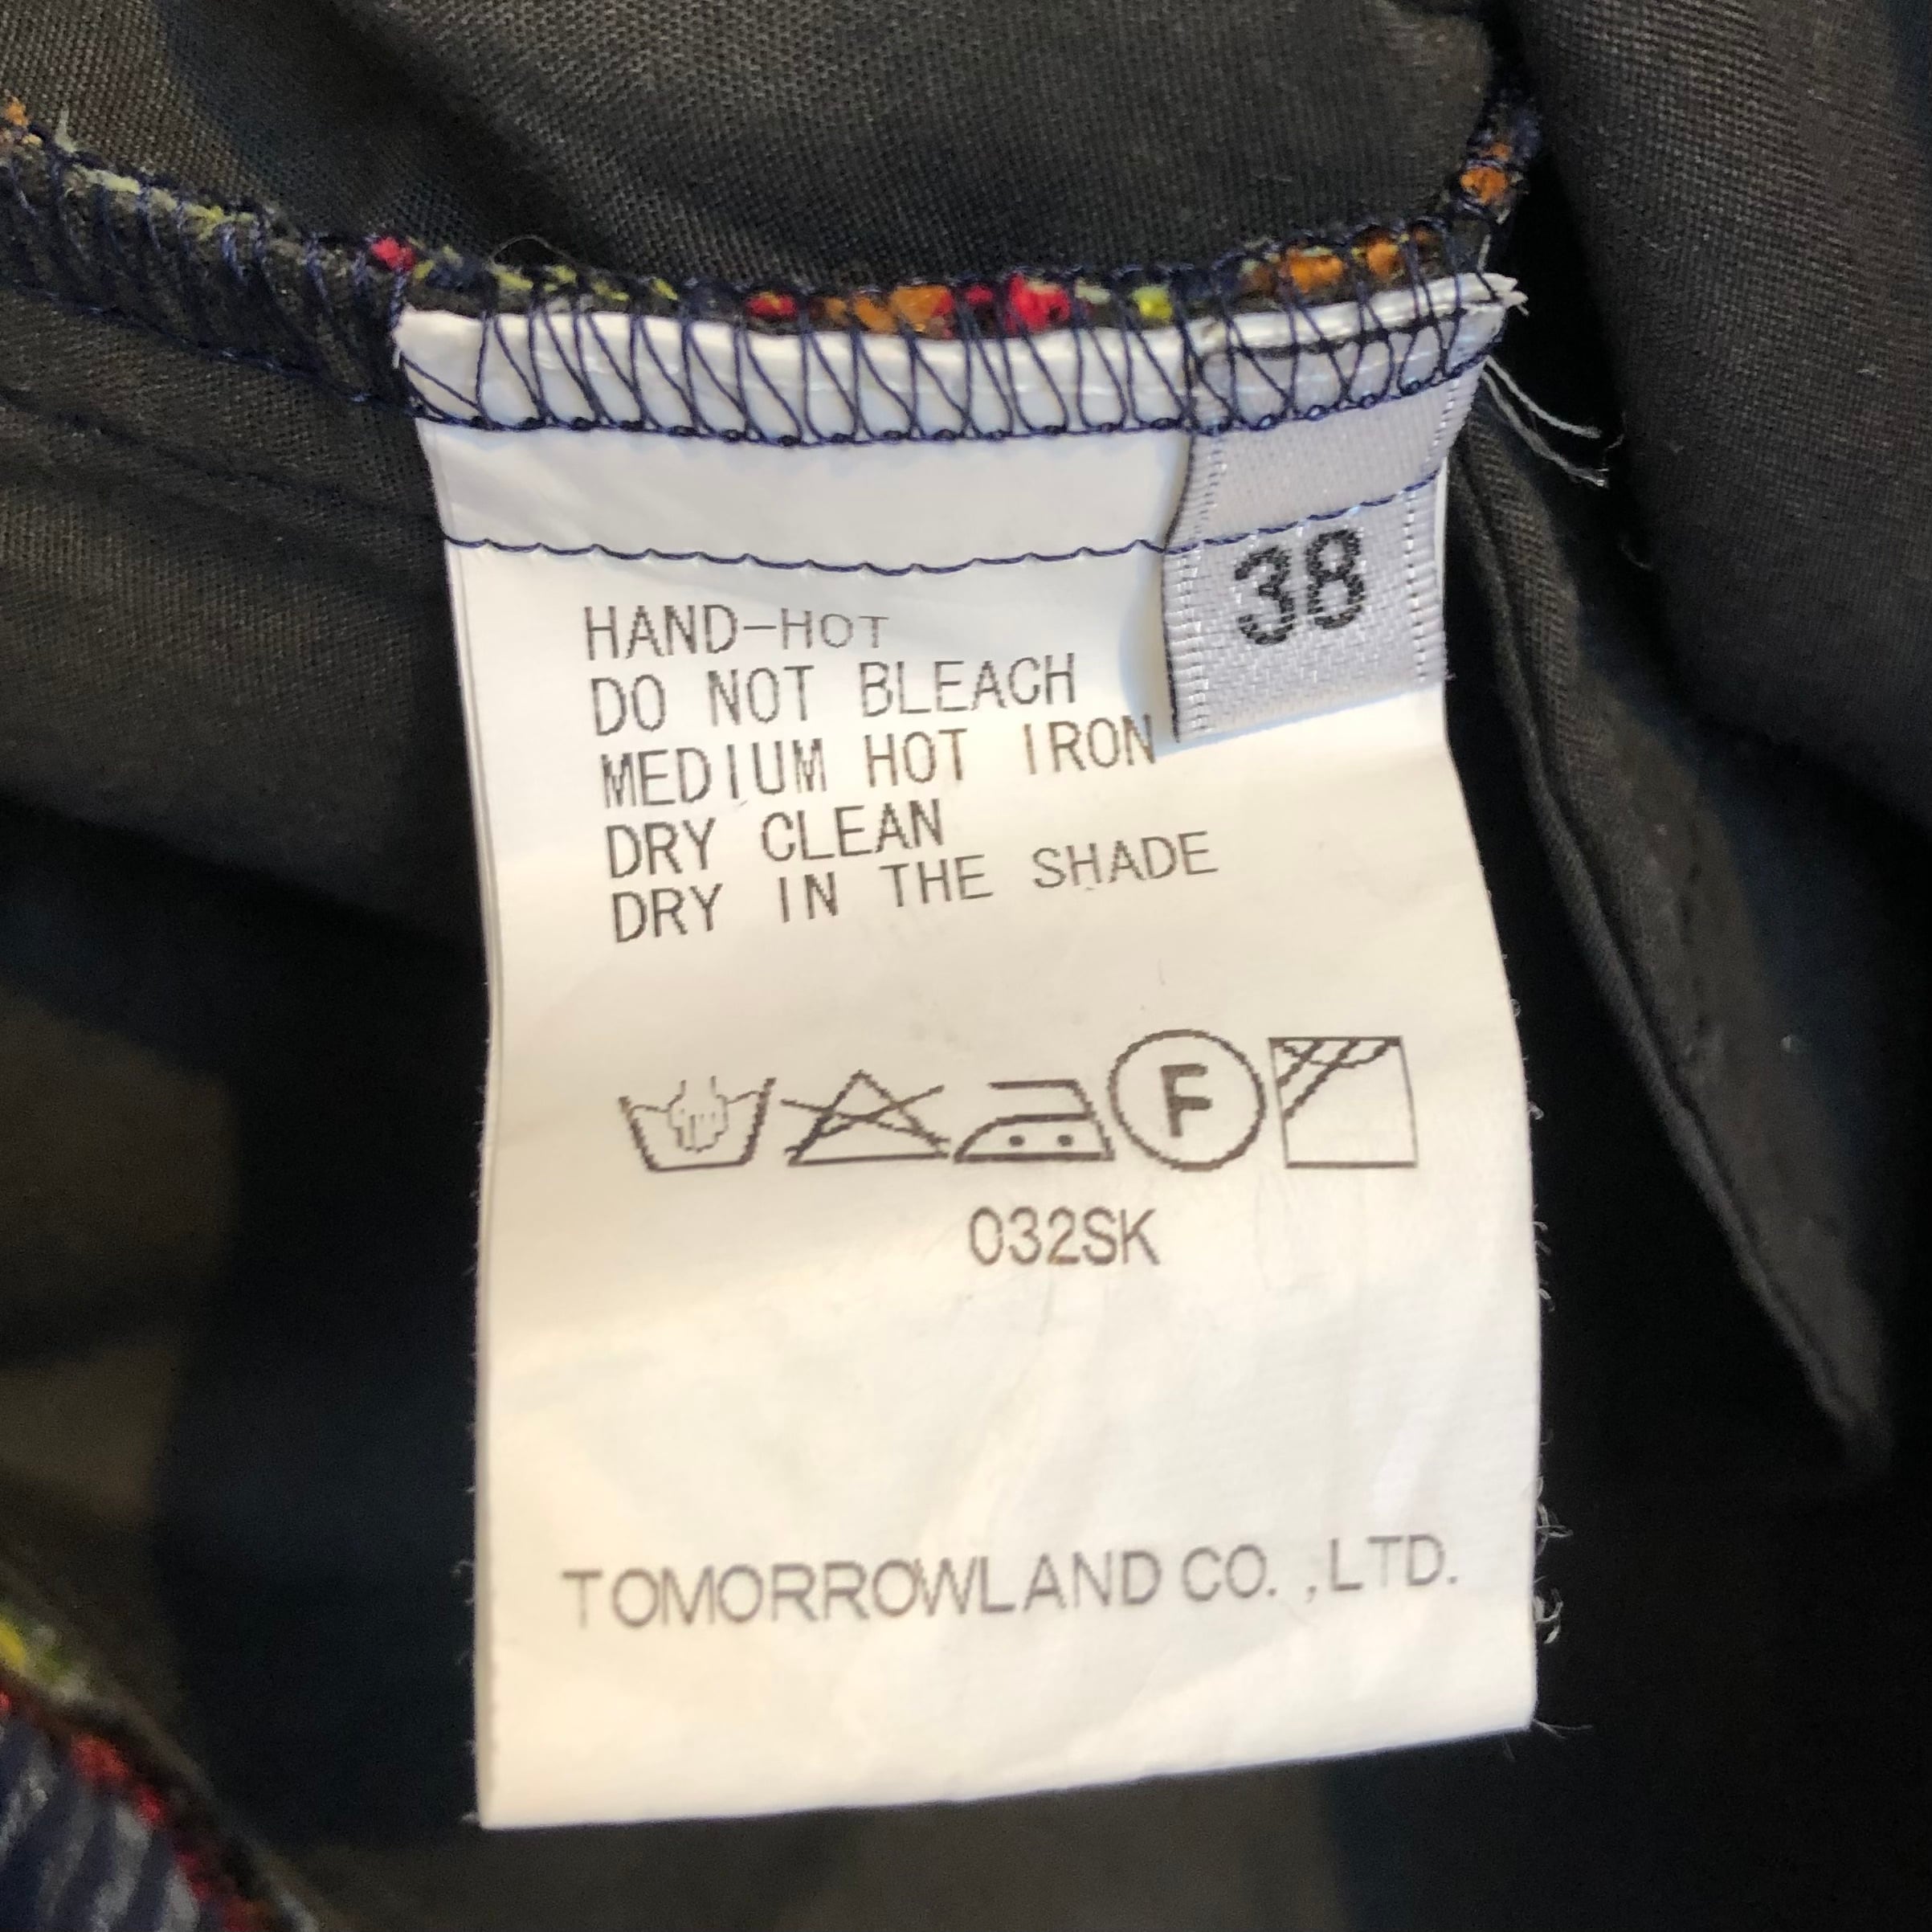 38
HAND-HOT
DO NOT BLEACH
MEDIUM HOT IRON
DRY CLEAN
DRY IN THE SHADE
F
032SK
TOMORROWLAND CO. ,LTD.